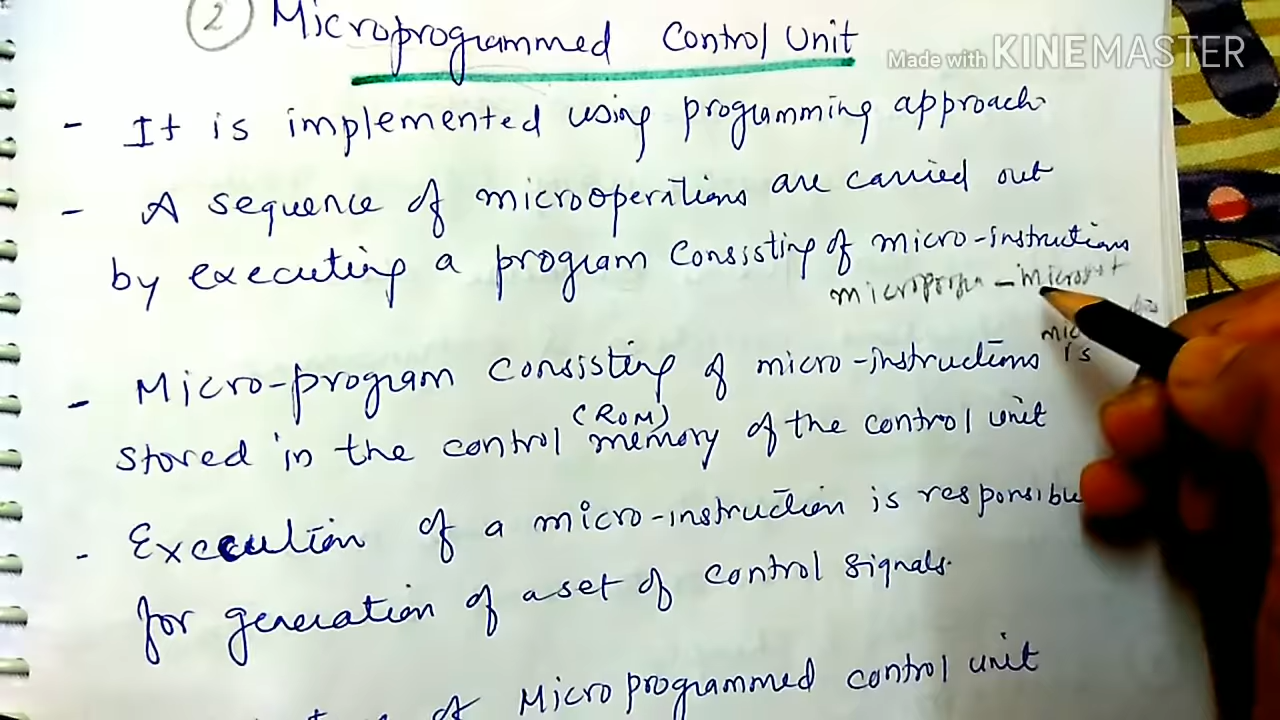 2 Microprogrammed Control Unit
Made with KINEMASTER
- It is implemented using programming approach.
- A sequence of microoperations are carried out
by executing a program consisting of micro-instructions
- Micro-program consisting of micro-instructions is
stored in the control (ROM) memory of the control unit
- Execution of a micro-instruction is responsible
for generation of a set of control signals.
of Microprogrammed control unit